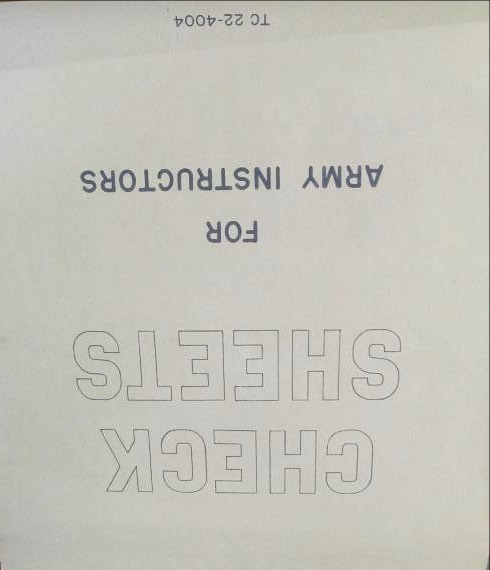 CHECK
SHEETS
FOR
ARMY INSTRUCTORS
TC 22-4004